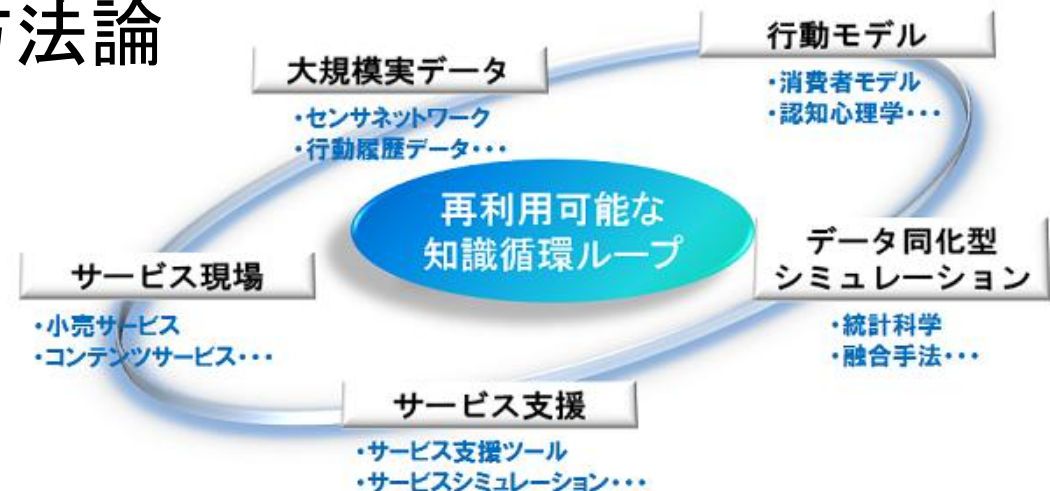 方法論
行動モデル
・消費者モデル
・認知心理学・・・
大規模実データ
・センサネットワーク
・行動履歴データ・・・
再利用可能な
知識循環ループ
データ同化型
シミュレーション
・統計科学
・融合手法・・・
サービス現場
・小売サービス
・コンテンツサービス・・・
サービス支援
・サービス支援ツール
・サービスシミュレーション・・・